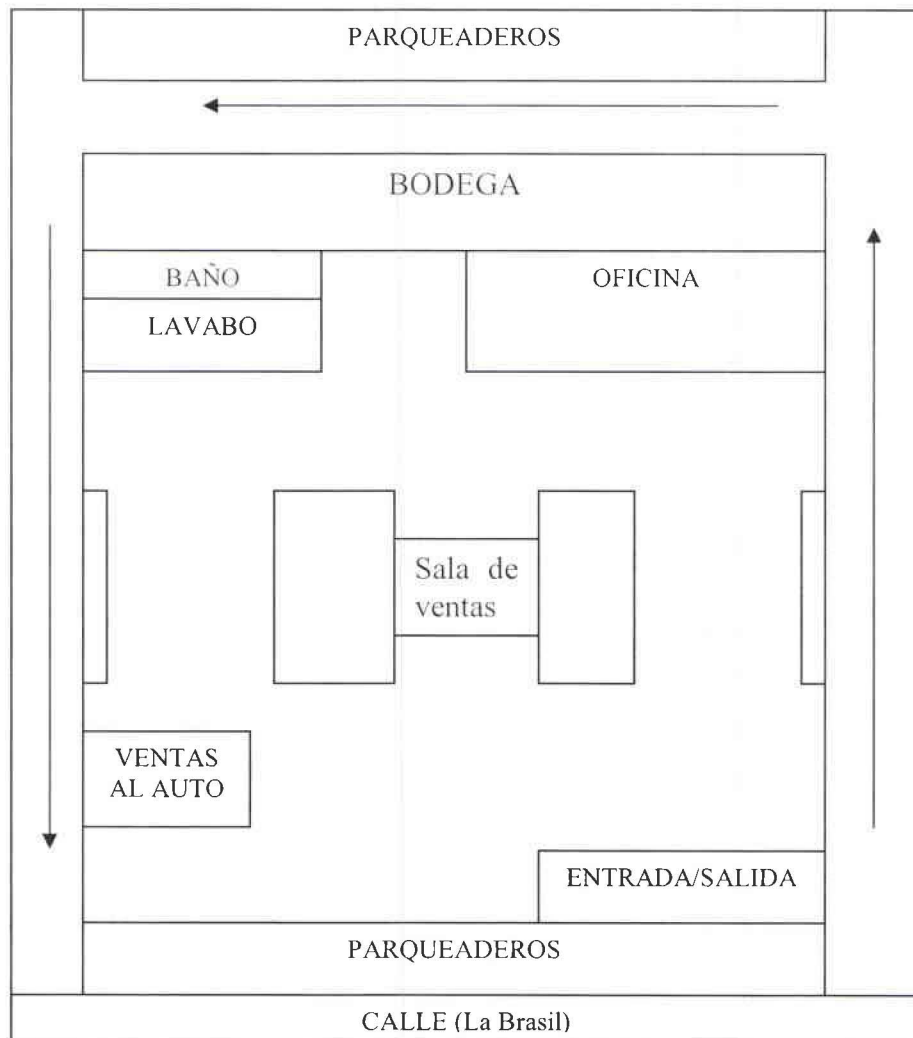 PARQUEADEROS
BODEGA
BAÑO
OFICINA
LAVABO
Sala de
ventas
VENTAS
AL AUTO
ENTRADA/SALIDA
PARQUEADEROS
CALLE (La Brasil)